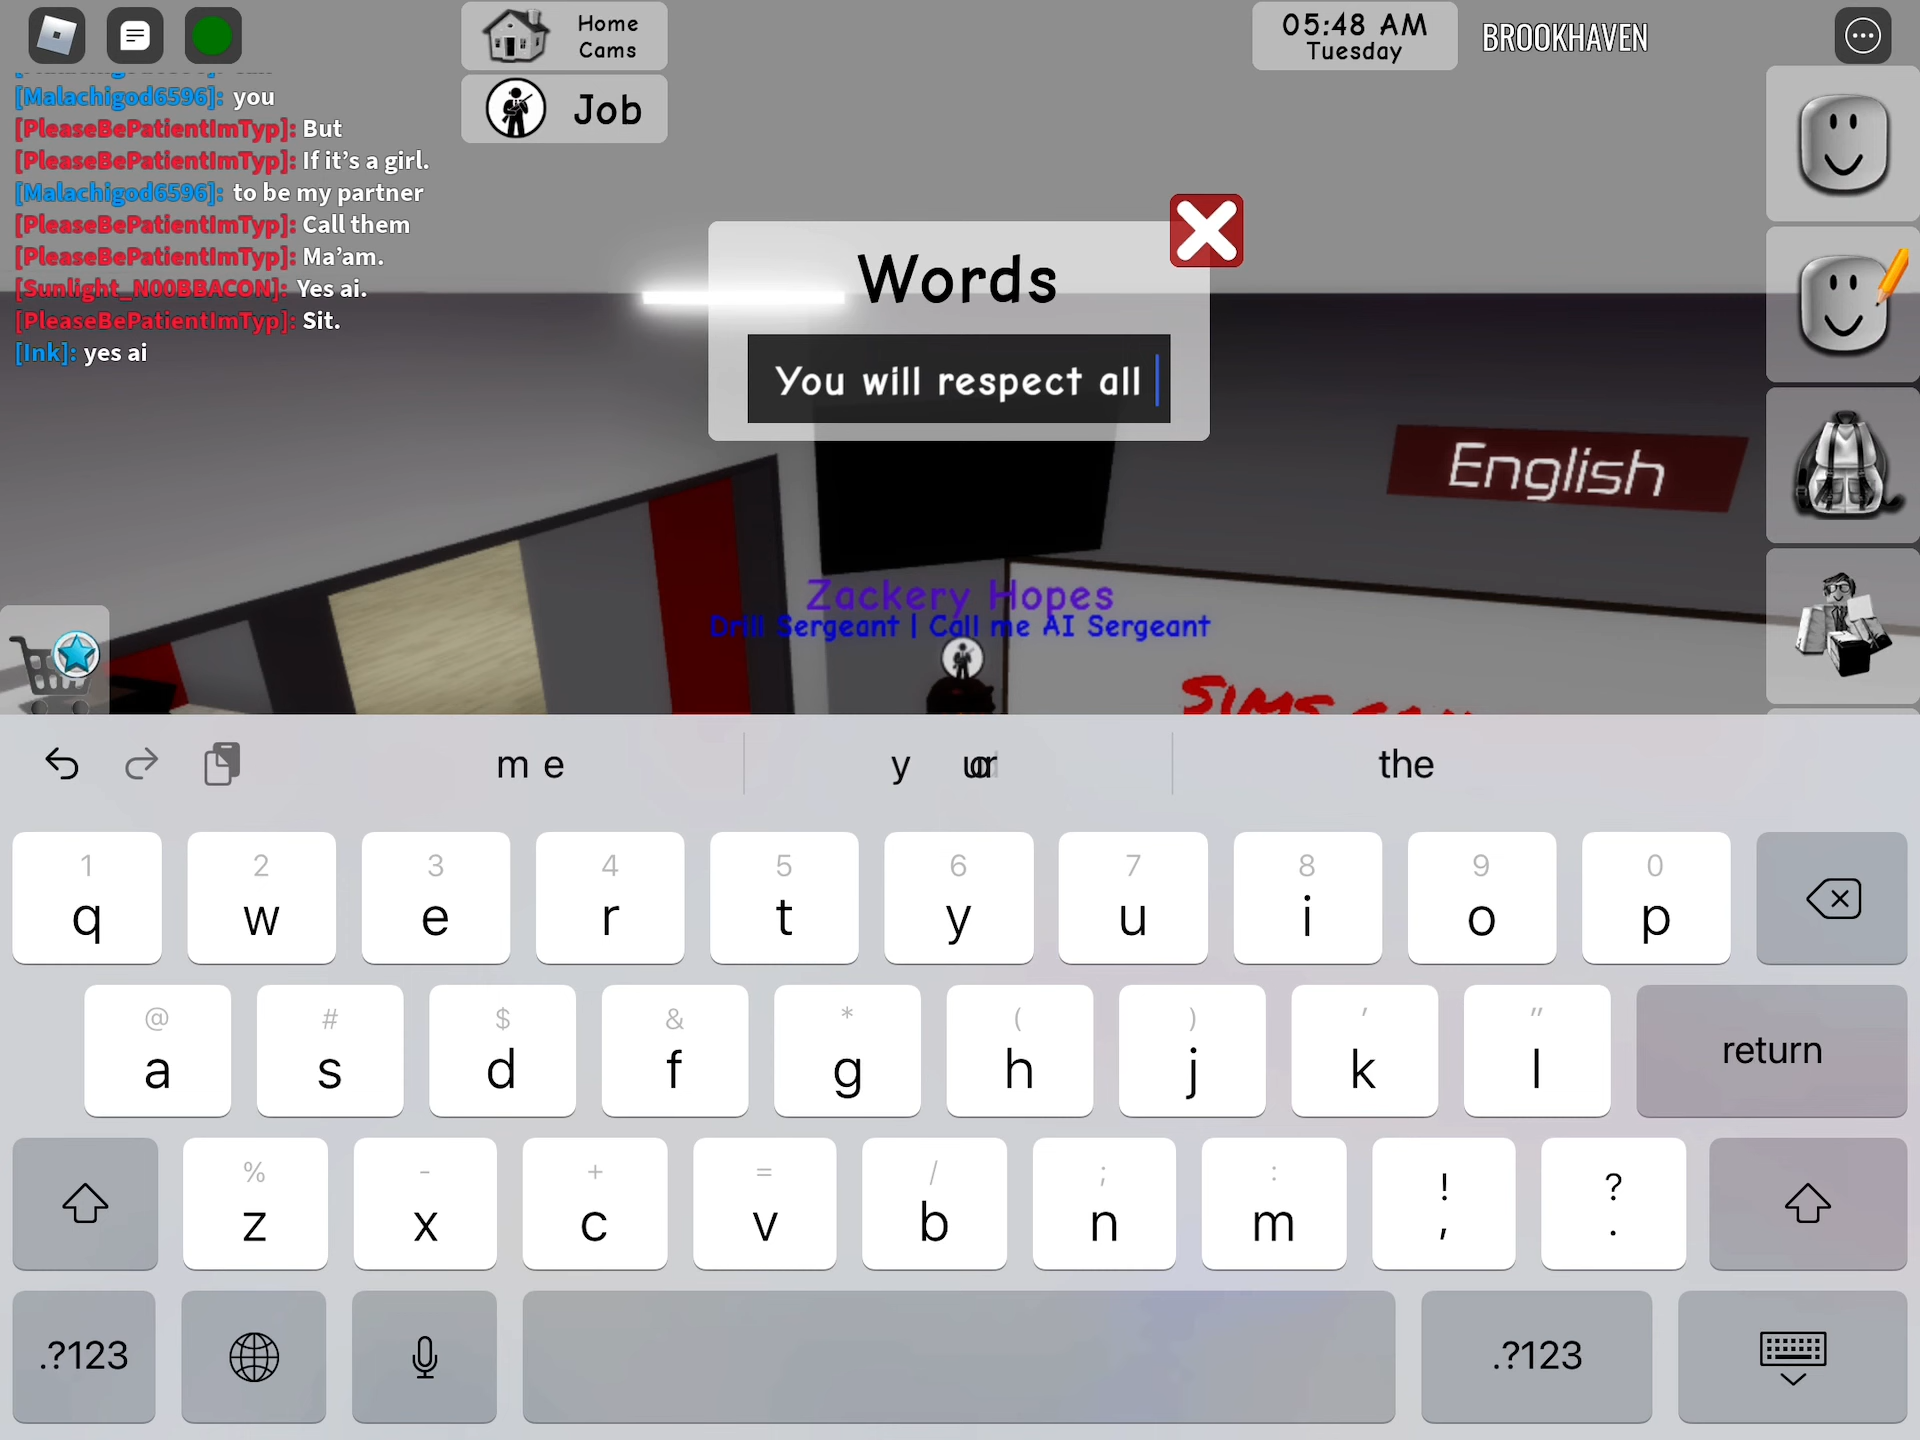 Home
Cams
05:48 AM
Tuesday
BROOKHAVEN
Job
[Malachigod6596]: you
[PleaseBePatientImTyp]: But
[PleaseBePatientImTyp]: If it’s a girl.
[Malachigod6596]: to be my partner
[PleaseBePatientImTyp]: Call them
[PleaseBePatientImTyp]: Ma’am.
[Sunlight_N00BBACON]: Yes ai.
[PleaseBePatientImTyp]: Sit.
[Ink]: yes ai
Words
You will respect all
English
Zackery Hopes
Drill Sergeant | Call me AI Sergeant
SIMS
me
the
1 2 3 4 5 6 7 8 9 0
q w e r t y u i o p
@ # $ & * ( ) ' "
a s d f g h j k l return
% - + = / ; : ! ?
z x c v b n m , .
.?123 .?123